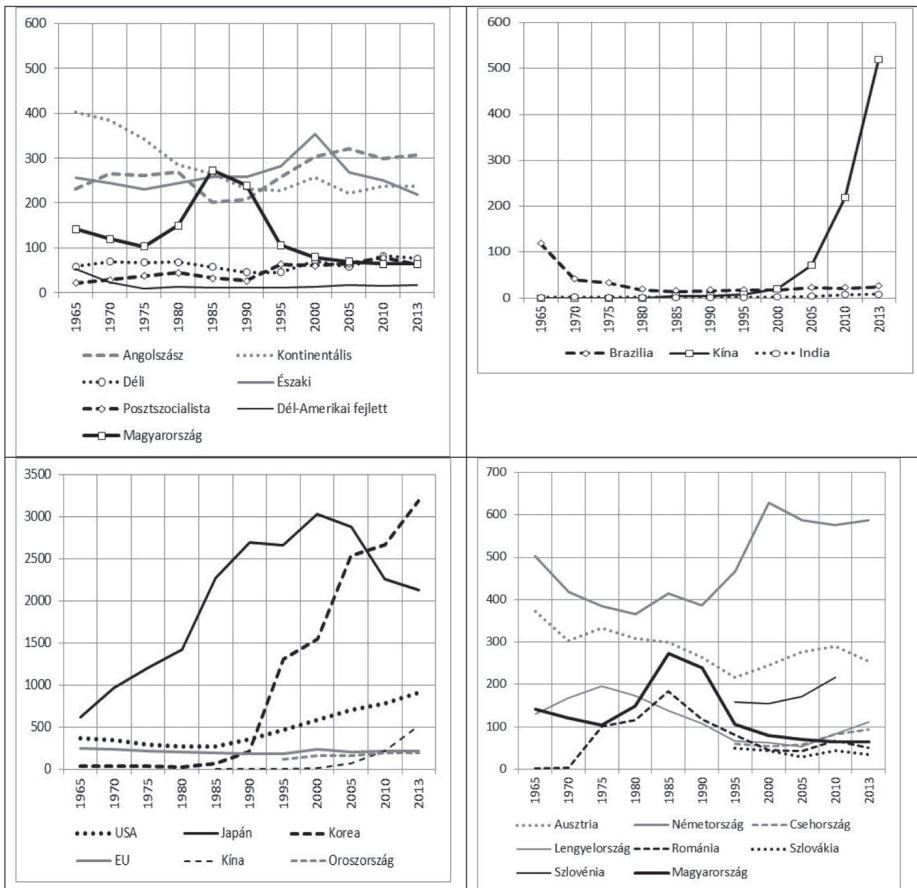 600
500
400
300
200
100
0
1965 1970 1975 1980 1985 1990 1995 2000 2005 2010 2013
Angolszász Kontinentális
Déli Északi
Posztszocialista Dél-Amerikai fejlett
Magyarország
600
500
400
300
200
100
0
1965 1970 1975 1980 1985 1990 1995 2000 2005 2010 2013
Brazilia Kína India
3500
3000
2500
2000
1500
1000
500
0
1965 1970 1975 1980 1985 1990 1995 2000 2005 2010 2013
USA Japán Korea
EU Kína Oroszország
700
600
500
400
300
200
100
0
1965 1970 1975 1980 1985 1990 1995 2000 2005 2010 2013
Ausztria Németország Csehország
Lengyelország Románia Szlovákia
Szlovénia Magyarország